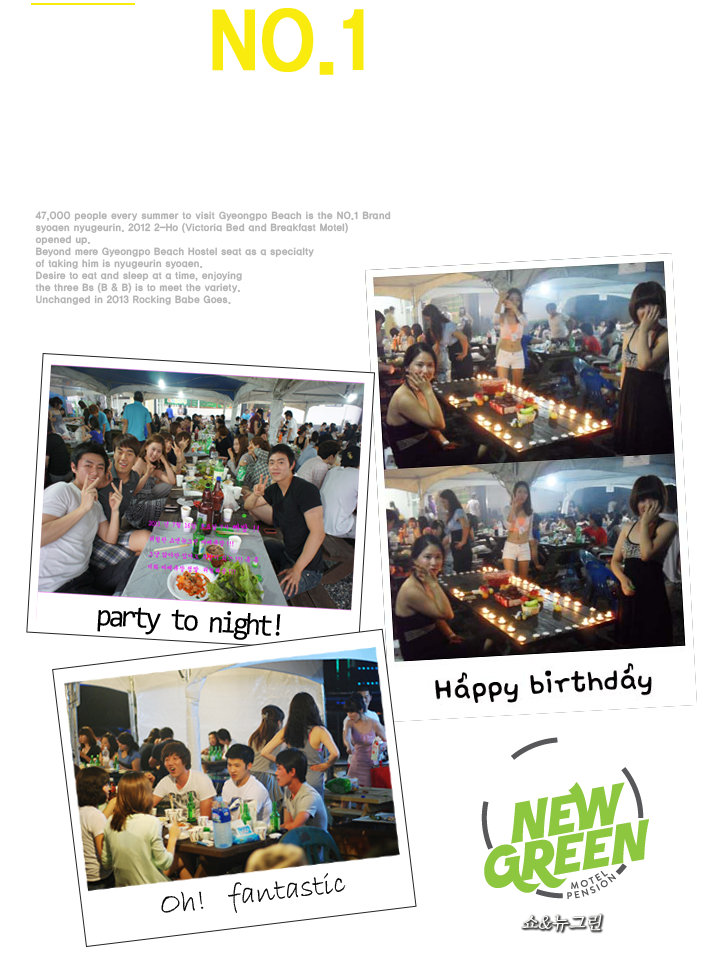 NO.1
47,000 people every summer to visit Gyeongpo Beach is the NO.1 Brand
syoaen nyugeurin. 2012 2-Ho (Victoria Bed and Breakfast Motel)
opened up.
Beyond mere Gyeongpo Beach Hostel seat as a specialty
of taking him is nyugeurin syoaen.
Desire to eat and sleep at a time, enjoying
the three Bs (B & B) is to meet the variety.
Unchanged in 2013 Rocking Babe Goes.
party to night!
Happy birthday
Oh! fantastic
NEW
GREEN
MOTEL
PENSION
쇼&뉴그린